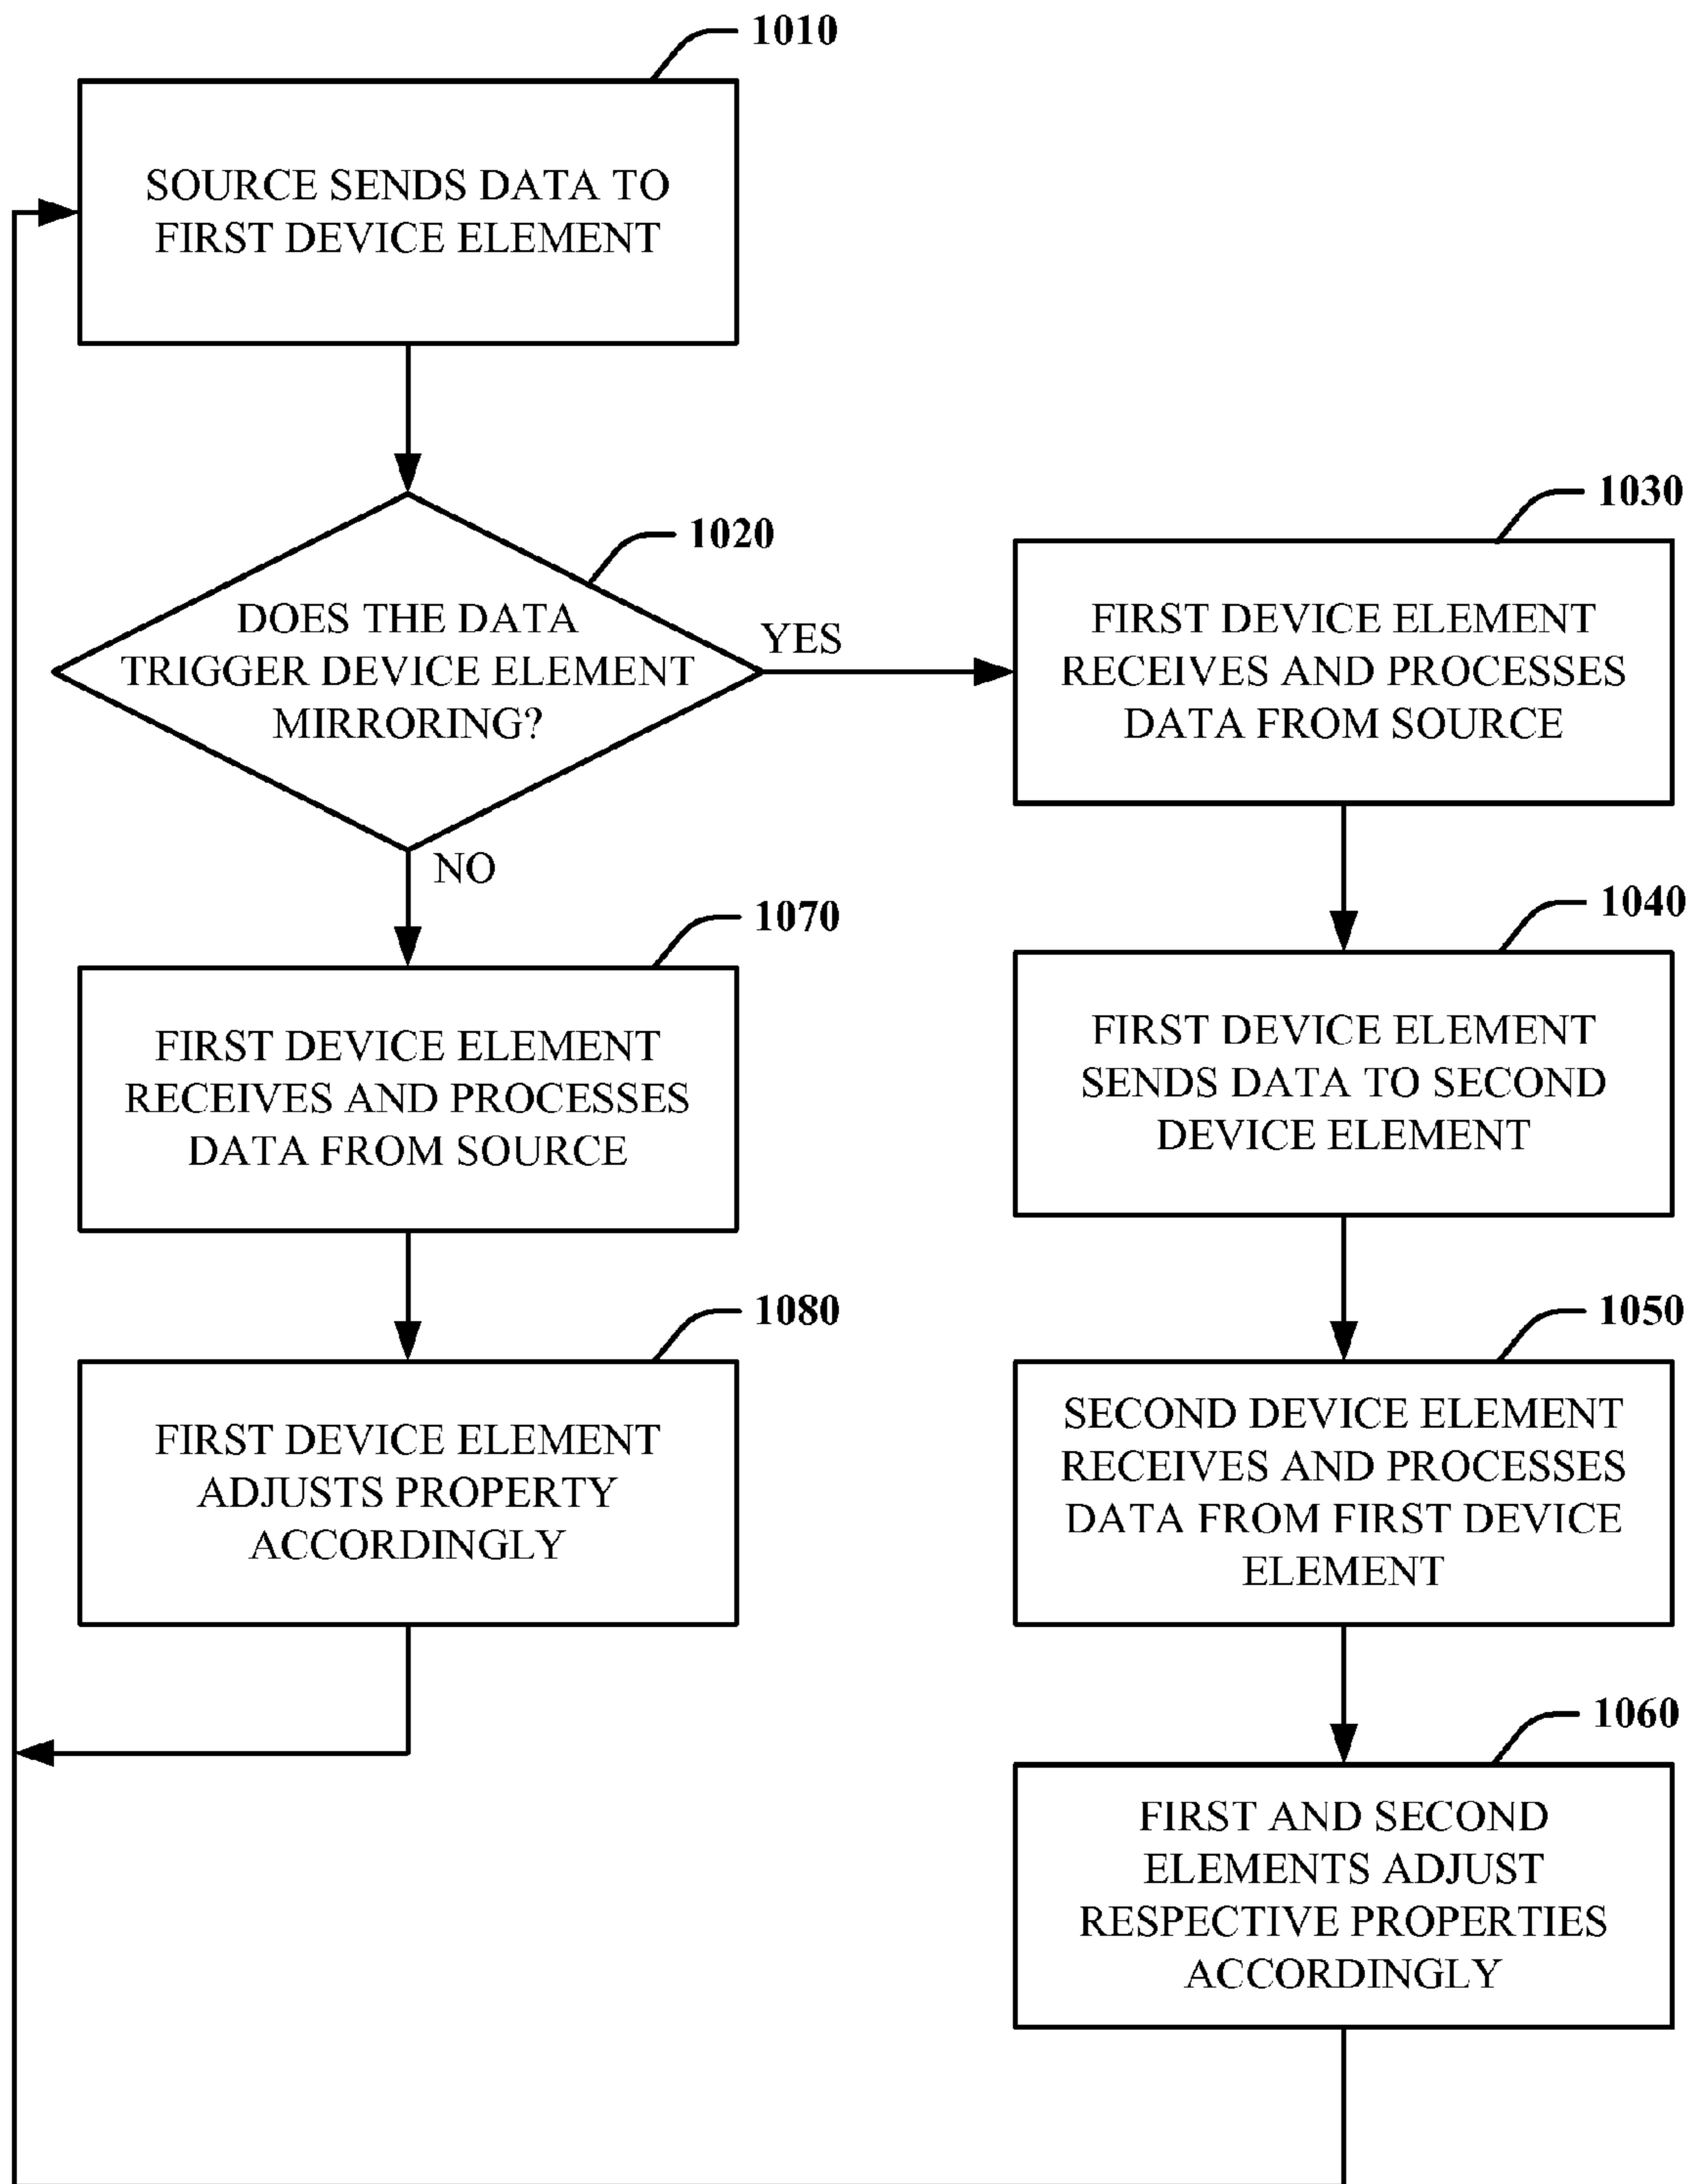 1010
SOURCE SENDS DATA TO
FIRST DEVICE ELEMENT
1020
DOES THE DATA
TRIGGER DEVICE ELEMENT
MIRRORING?
YES
NO
1030
FIRST DEVICE ELEMENT
RECEIVES AND PROCESSES
DATA FROM SOURCE
1040
FIRST DEVICE ELEMENT
SENDS DATA TO SECOND
DEVICE ELEMENT
1050
SECOND DEVICE ELEMENT
RECEIVES AND PROCESSES
DATA FROM FIRST DEVICE
ELEMENT
1060
FIRST AND SECOND
ELEMENTS ADJUST
RESPECTIVE PROPERTIES
ACCORDINGLY
1070
FIRST DEVICE ELEMENT
RECEIVES AND PROCESSES
DATA FROM SOURCE
1080
FIRST DEVICE ELEMENT
ADJUSTS PROPERTY
ACCORDINGLY